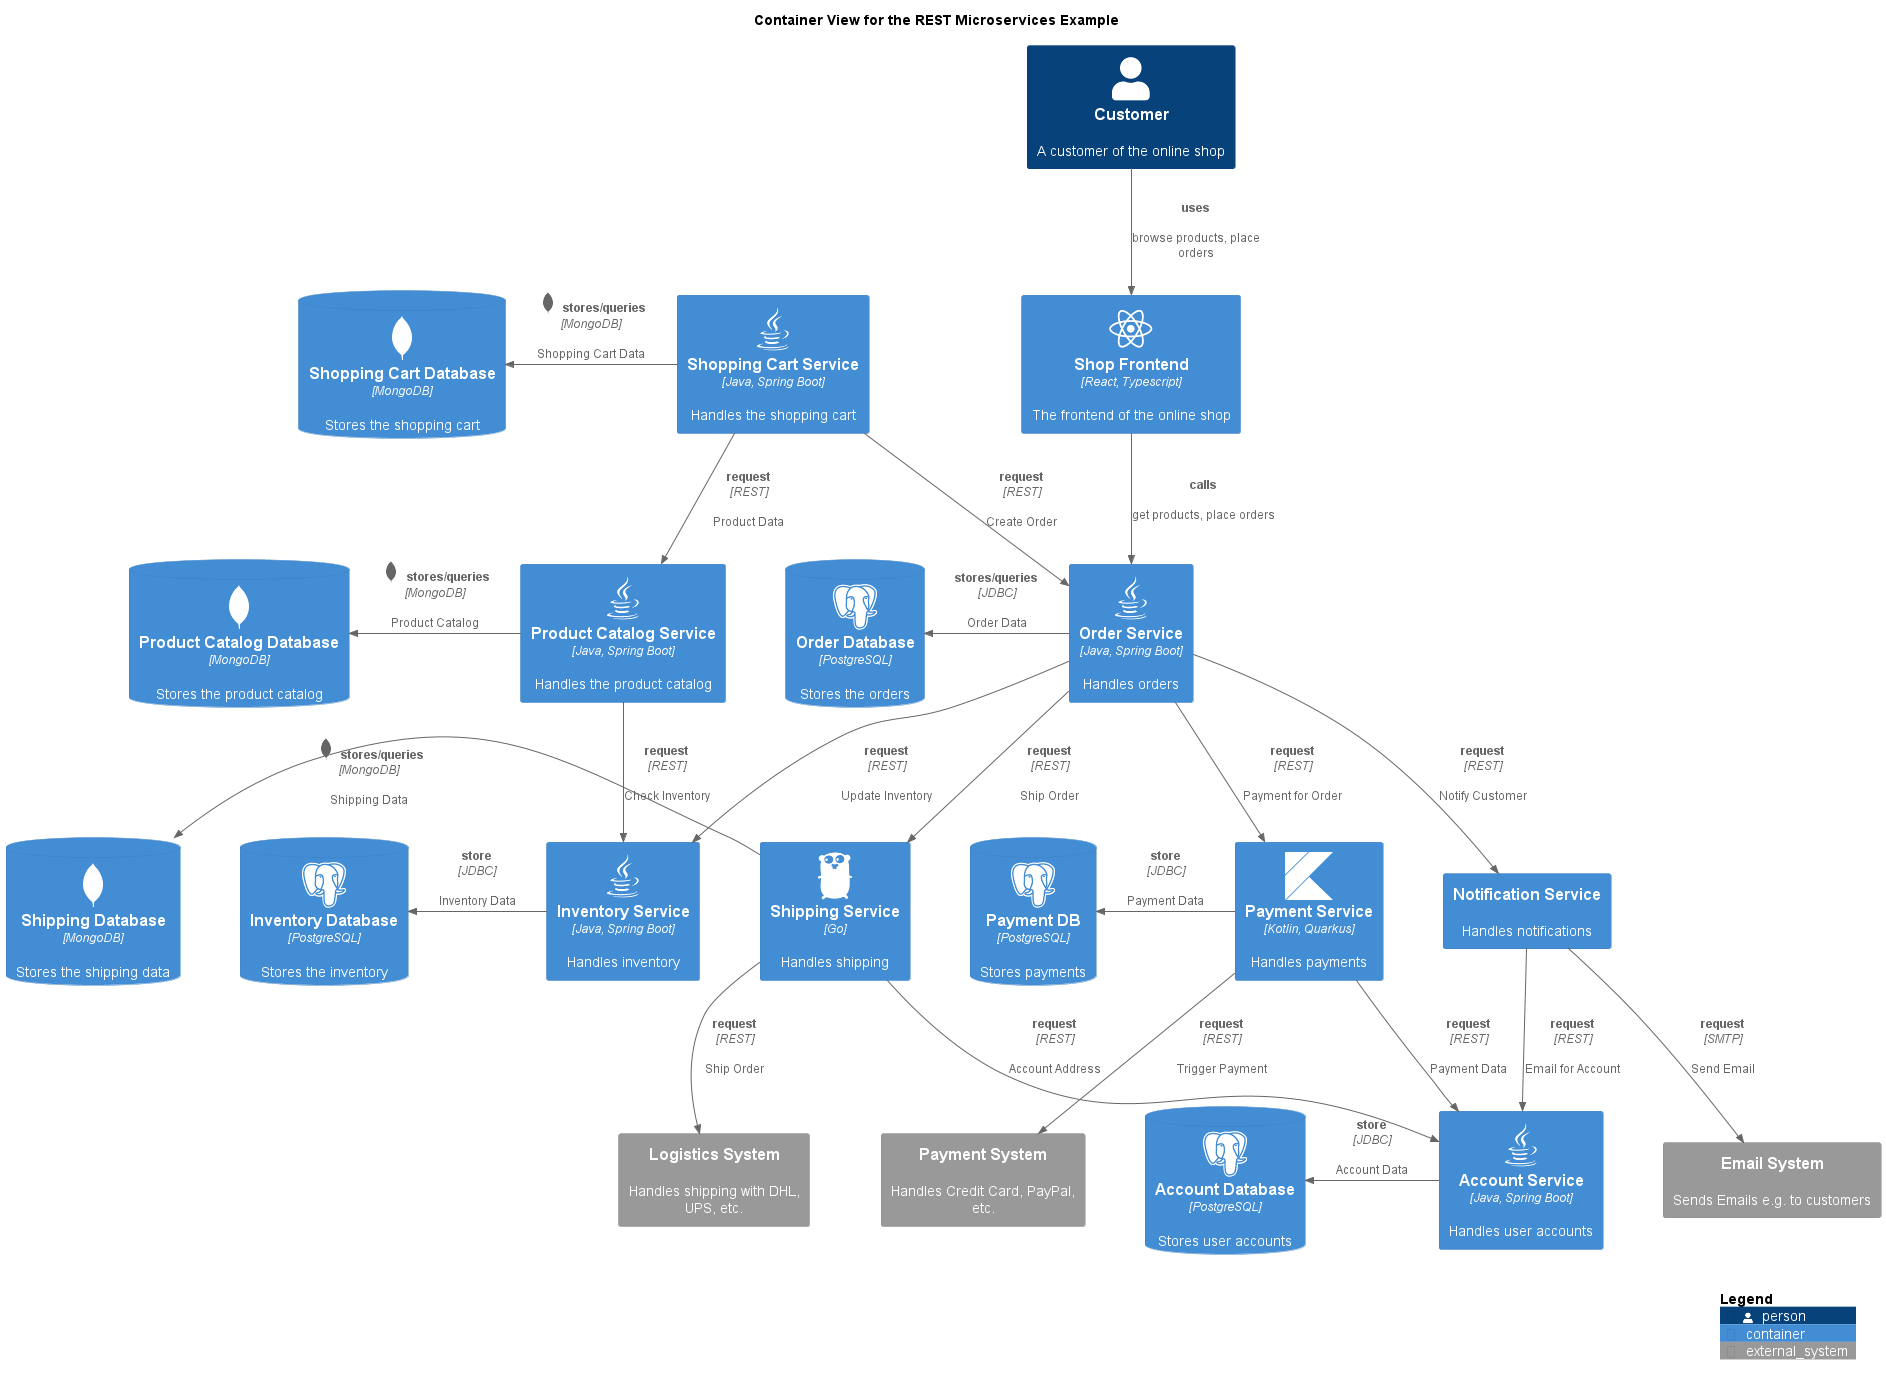 Container View for the REST Microservices Example
Customer
A customer of the online shop
uses
browse products, place
orders
Shopping Cart Database
[MongoDB]
Stores the shopping cart
stores/queries
[MongoDB]
Shopping Cart Data
Shopping Cart Service
[Java, Spring Boot]
Handles the shopping cart
Shop Frontend
[React, Typescript]
The frontend of the online shop
request
[REST]
Product Data
request
[REST]
Create Order
calls
get products, place orders
Product Catalog Database
[MongoDB]
Stores the product catalog
stores/queries
[MongoDB]
Product Catalog
Product Catalog Service
[Java, Spring Boot]
Handles the product catalog
Order Database
[PostgreSQL]
Stores the orders
stores/queries
[JDBC]
Order Data
Order Service
[Java, Spring Boot]
Handles orders
stores/queries
[MongoDB]
Shipping Data
request
[REST]
Check Inventory
request
[REST]
Update Inventory
request
[REST]
Ship Order
request
[REST]
Payment for Order
request
[REST]
Notify Customer
Shipping Database
[MongoDB]
Stores the shipping data
Inventory Database
[PostgreSQL]
Stores the inventory
store
[JDBC]
Inventory Data
Inventory Service
[Java, Spring Boot]
Handles inventory
Shipping Service
[Go]
Handles shipping
Payment DB
[PostgreSQL]
Stores payments
store
[JDBC]
Payment Data
Payment Service
[Kotlin, Quarkus]
Handles payments
Notification Service
Handles notifications
request
[REST]
Ship Order
request
[REST]
Account Address
request
[REST]
Trigger Payment
request
[REST]
Payment Data
request
[REST]
Email for Account
request
[SMTP]
Send Email
Logistics System
Handles shipping with DHL,
UPS, etc.
Payment System
Handles Credit Card, PayPal,
etc.
Account Database
[PostgreSQL]
Stores user accounts
store
[JDBC]
Account Data
Account Service
[Java, Spring Boot]
Handles user accounts
Email System
Sends Emails e.g. to customers
Legend
person
container
external_system